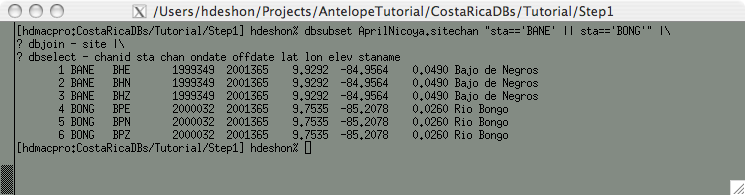 /Users/hdeshon/Projects/AntelopeTutorial/CostaRicaDBs/Tutorial/Step1
[hdmacpro:CostaRicaDBs/Tutorial/Step1] hdeshon% dbsubset AprilNicoya.sitechan "sta=='BANE' || sta=='BONG'" |\
? dbjoin - site |\
? dbselect - chanid sta chan ondate offdate lat lon elev staname
1 BANE BHE 1999349 2001365 9.9292 -84.9564 0.0490 Bajo de Negros
2 BANE BHN 1999349 2001365 9.9292 -84.9564 0.0490 Bajo de Negros
3 BANE BHZ 1999349 2001365 9.9292 -84.9564 0.0490 Bajo de Negros
4 BONG BPE 2000032 2001365 9.7535 -85.2078 0.0260 Rio Bongo
5 BONG BPN 2000032 2001365 9.7535 -85.2078 0.0260 Rio Bongo
6 BONG BPZ 2000032 2001365 9.7535 -85.2078 0.0260 Rio Bongo
[hdmacpro:CostaRicaDBs/Tutorial/Step1] hdeshon%